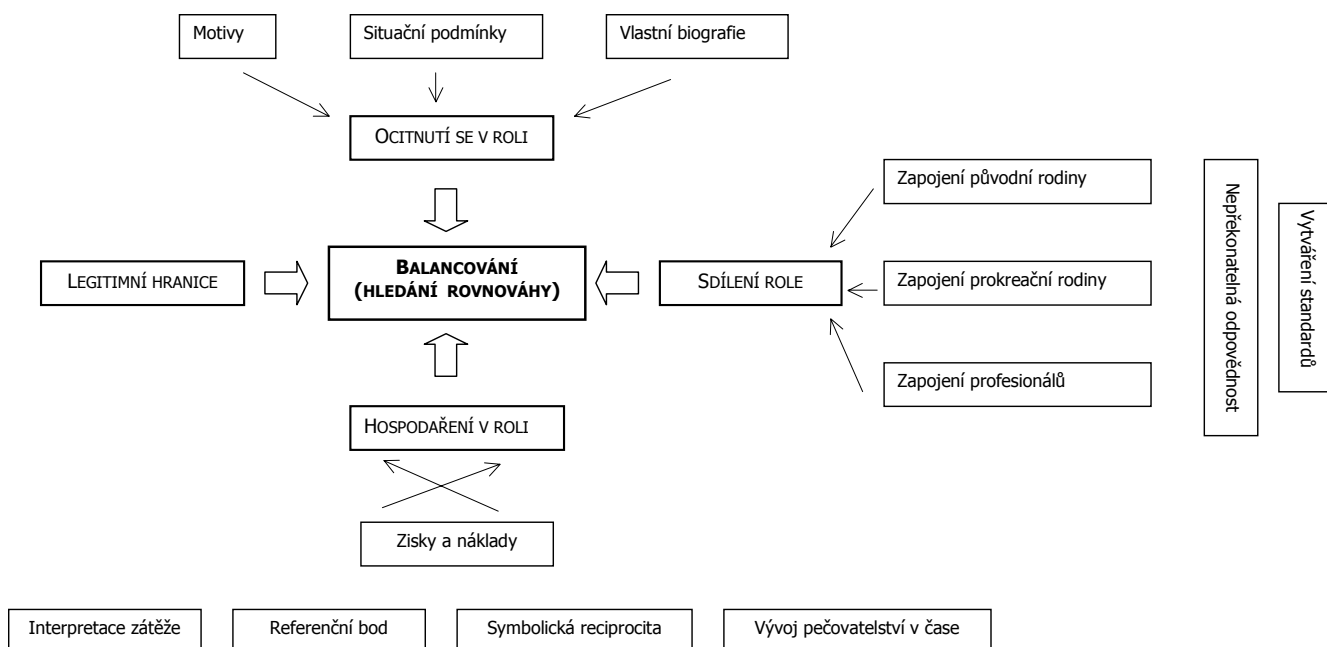 Motivy
Situační podmínky
Vlastní biografie
OCITNUTÍ SE V ROLI
Zapojení původní rodiny
Nepřekonatelná odpovědnost
Vytváření standardů
LEGITIMNÍ HRANICE
BALANCOVÁNÍ
(HLEDÁNÍ ROVNOVÁHY)
SDÍLENÍ ROLE
Zapojení prokreační rodiny
Zapojení profesionálů
HOSPODAŘENÍ V ROLI
Zisky a náklady
Interpretace zátěže
Referenční bod
Symbolická reciprocita
Vývoj pečovatelství v čase